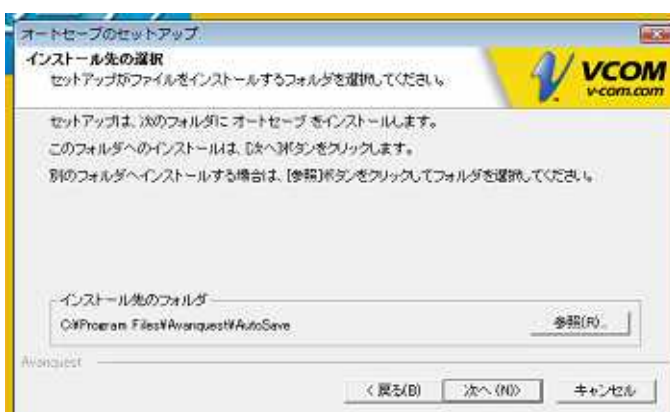 オートセーブのセットアップ
インストール先の選択
セットアップがファイルをインストールするフォルダを選択してください。
VCOM
v-com.com
セットアップは、次のフォルダに オートセーブ をインストールします。
このフォルダへのインストールは、[次へ]ボタンをクリックします。
別のフォルダへインストールする場合は、[参照]ボタンをクリックしてフォルダを選択してください。
インストール先のフォルダ
C:¥Program Files¥Avanquest¥AutoSave
参照(R)...
Avanquest
< 戻る(B)
次へ (N)>
キャンセル